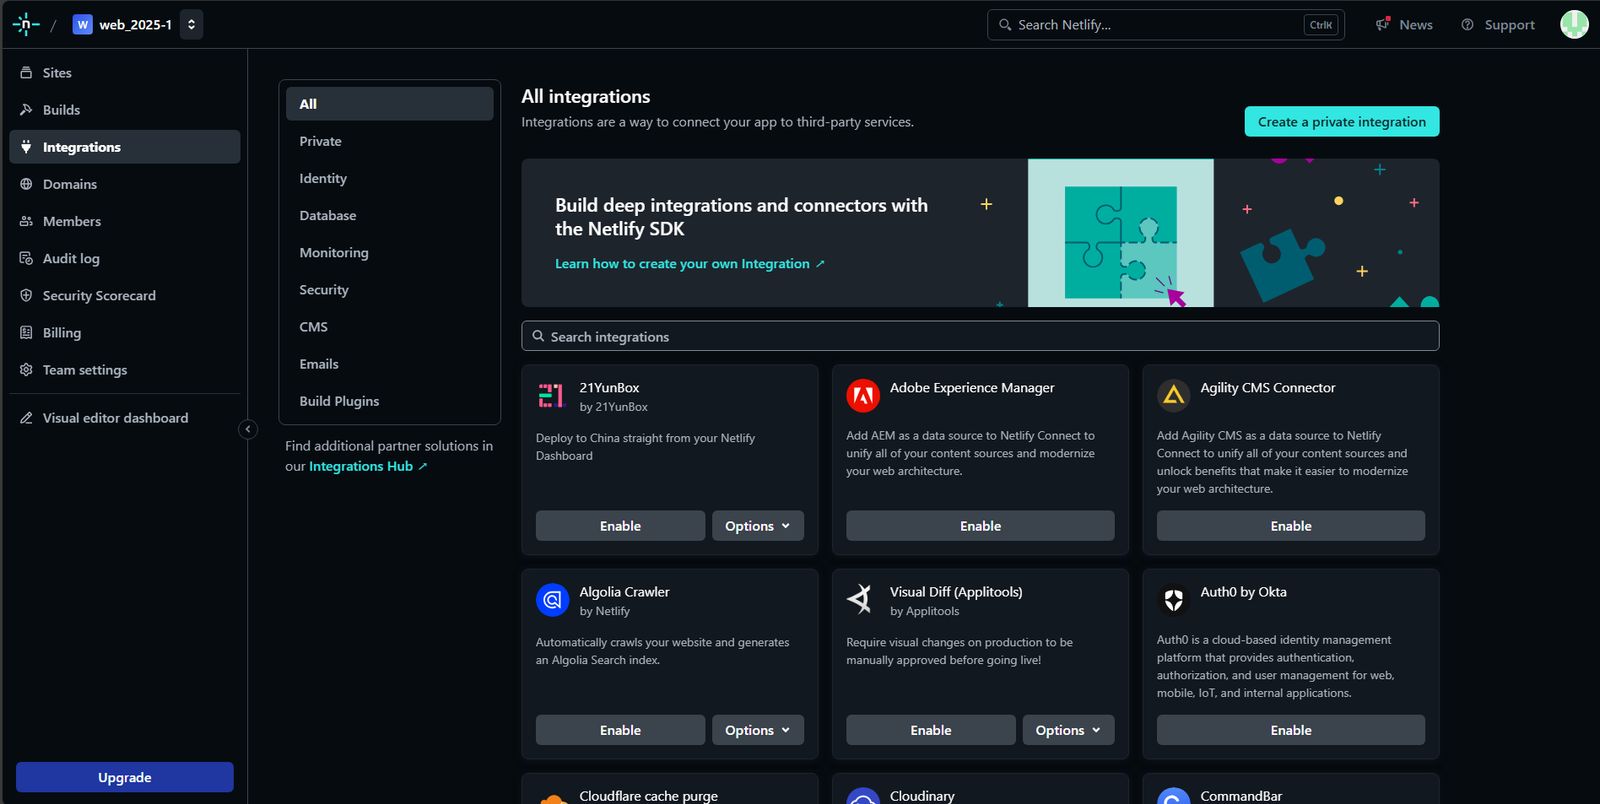 /
W
web_2025-1
Search Netlify...
CtrlK
News
Support
Sites
Builds
Integrations
Domains
Members
Audit log
Security Scorecard
Billing
Team settings
Visual editor dashboard
Upgrade
All
Private
Identity
Database
Monitoring
Security
CMS
Emails
Build Plugins
Find additional partner solutions in
our Integrations Hub ↗
All integrations
Integrations are a way to connect your app to third-party services.
Create a private integration
Build deep integrations and connectors with
the Netlify SDK
Learn how to create your own Integration ↗
Search integrations
21
21YunBox
by 21YunBox
Deploy to China straight from your Netlify
Dashboard
Enable
Options
Adobe Experience Manager
Add AEM as a data source to Netlify Connect to
unify all of your content sources and modernize
your web architecture.
Enable
Agility CMS Connector
Add Agility CMS as a data source to Netlify
Connect to unify all of your content sources and
unlock benefits that make it easier to modernize
your web architecture.
Enable
Algolia Crawler
by Netlify
Automatically crawls your website and generates
an Algolia Search index.
Enable
Options
Visual Diff (Applitools)
by Applitools
Require visual changes on production to be
manually approved before going live!
Enable
Options
Auth0 by Okta
Auth0 is a cloud-based identity management
platform that provides authentication,
authorization, and user management for web,
mobile, IoT, and internal applications.
Enable
Cloudflare cache purge
Cloudinary
CommandBar